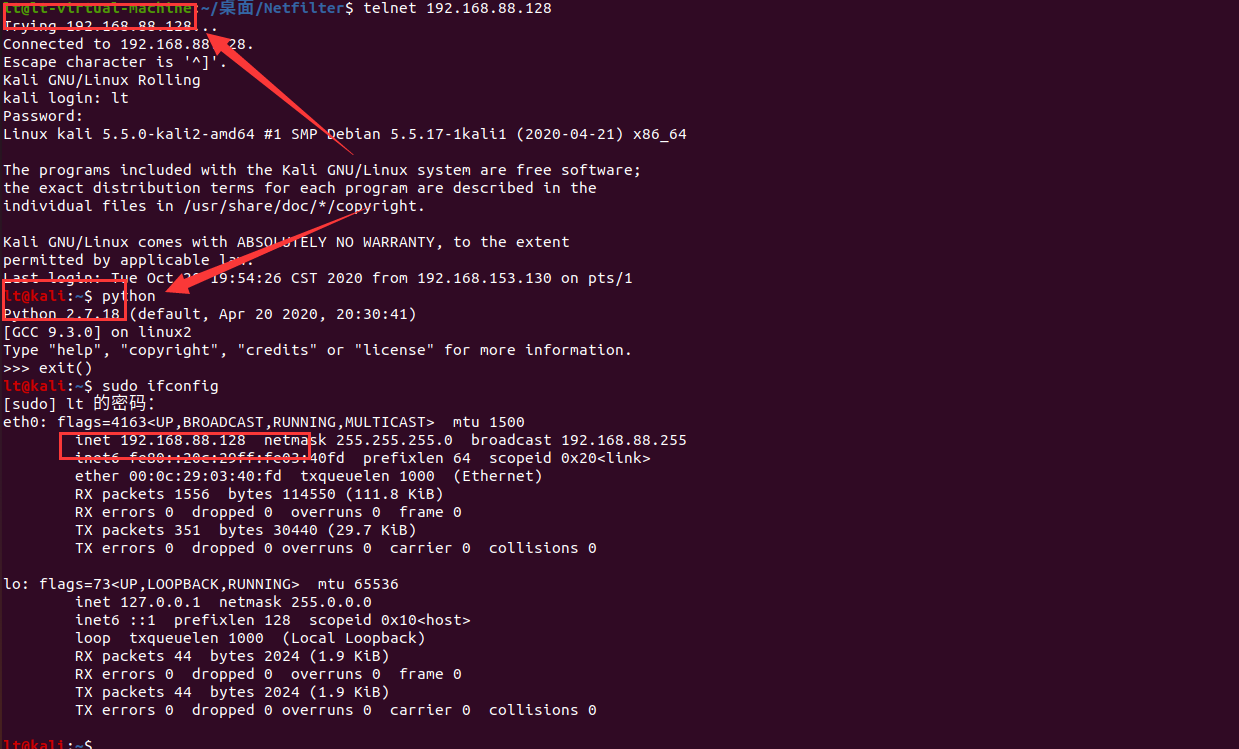 lt@lt-virtual-machine:~/桌面/Netfilter$ telnet 192.168.88.128
Trying 192.168.88.128...
Connected to 192.168.88.128.
Escape character is '^]'.
Kali GNU/Linux Rolling
kali login: lt
Password:
Linux kali 5.5.0-kali2-amd64 #1 SMP Debian 5.5.17-1kali1 (2020-04-21) x86_64
The programs included with the Kali GNU/Linux system are free software;
the exact distribution terms for each program are described in the
individual files in /usr/share/doc/*/copyright.
Kali GNU/Linux comes with ABSOLUTELY NO WARRANTY, to the extent
permitted by applicable law.
Last login: Tue Oct 19:54:26 CST 2020 from 192.168.153.130 on pts/1
lt@kali:~$ python
Python 2.7.18 (default, Apr 20 2020, 20:30:41)
[GCC 9.3.0] on linux2
Type "help", "copyright", "credits" or "license" for more information.
>>> exit()
lt@kali:~$ sudo ifconfig
[sudo] lt 的密码：
eth0: flags=4163<UP,BROADCAST,RUNNING,MULTICAST>  mtu 1500
inet 192.168.88.128  netmask 255.255.255.0  broadcast 192.168.88.255
inet6 fe80::20c:29ff:fe03:40fd  prefixlen 64  scopeid 0x20<link>
ether 00:0c:29:03:40:fd  txqueuelen 1000  (Ethernet)
RX packets 1556  bytes 114550 (111.8 KiB)
RX errors 0  dropped 0  overruns 0  frame 0
TX packets 351  bytes 30440 (29.7 KiB)
TX errors 0  dropped 0 overruns 0  carrier 0  collisions 0
lo: flags=73<UP,LOOPBACK,RUNNING>  mtu 65536
inet 127.0.0.1  netmask 255.0.0.0
inet6 ::1  prefixlen 128  scopeid 0x10<host>
loop  txqueuelen 1000  (Local Loopback)
RX packets 44  bytes 2024 (1.9 KiB)
RX errors 0  dropped 0  overruns 0  frame 0
TX packets 44  bytes 2024 (1.9 KiB)
TX errors 0  dropped 0 overruns 0  carrier 0  collisions 0
lt@kali:~$